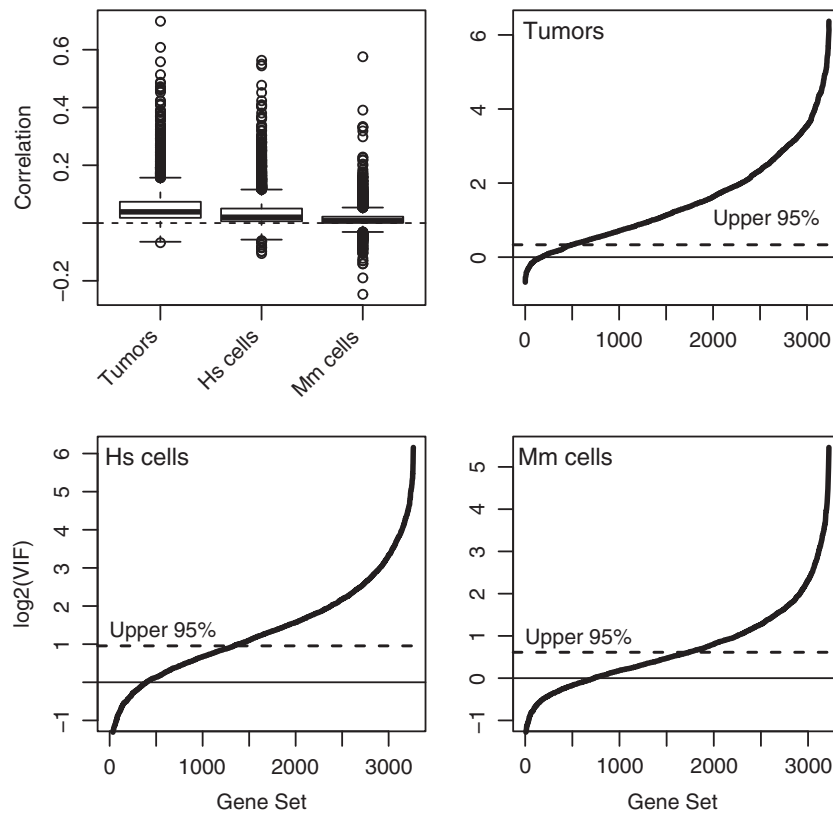 Correlation
0.6
0.4
0.2
−0.2
Tumors
Hs cells
Mm cells
Tumors
6
4
2
0
Upper 95%
0 1000 2000 3000
Hs cells
log2(VIF)
6
5
4
3
2
1
−1
Upper 95%
0 1000 2000 3000
Gene Set
Mm cells
5
4
3
2
1
0
−1
Upper 95%
0 1000 2000 3000
Gene Set